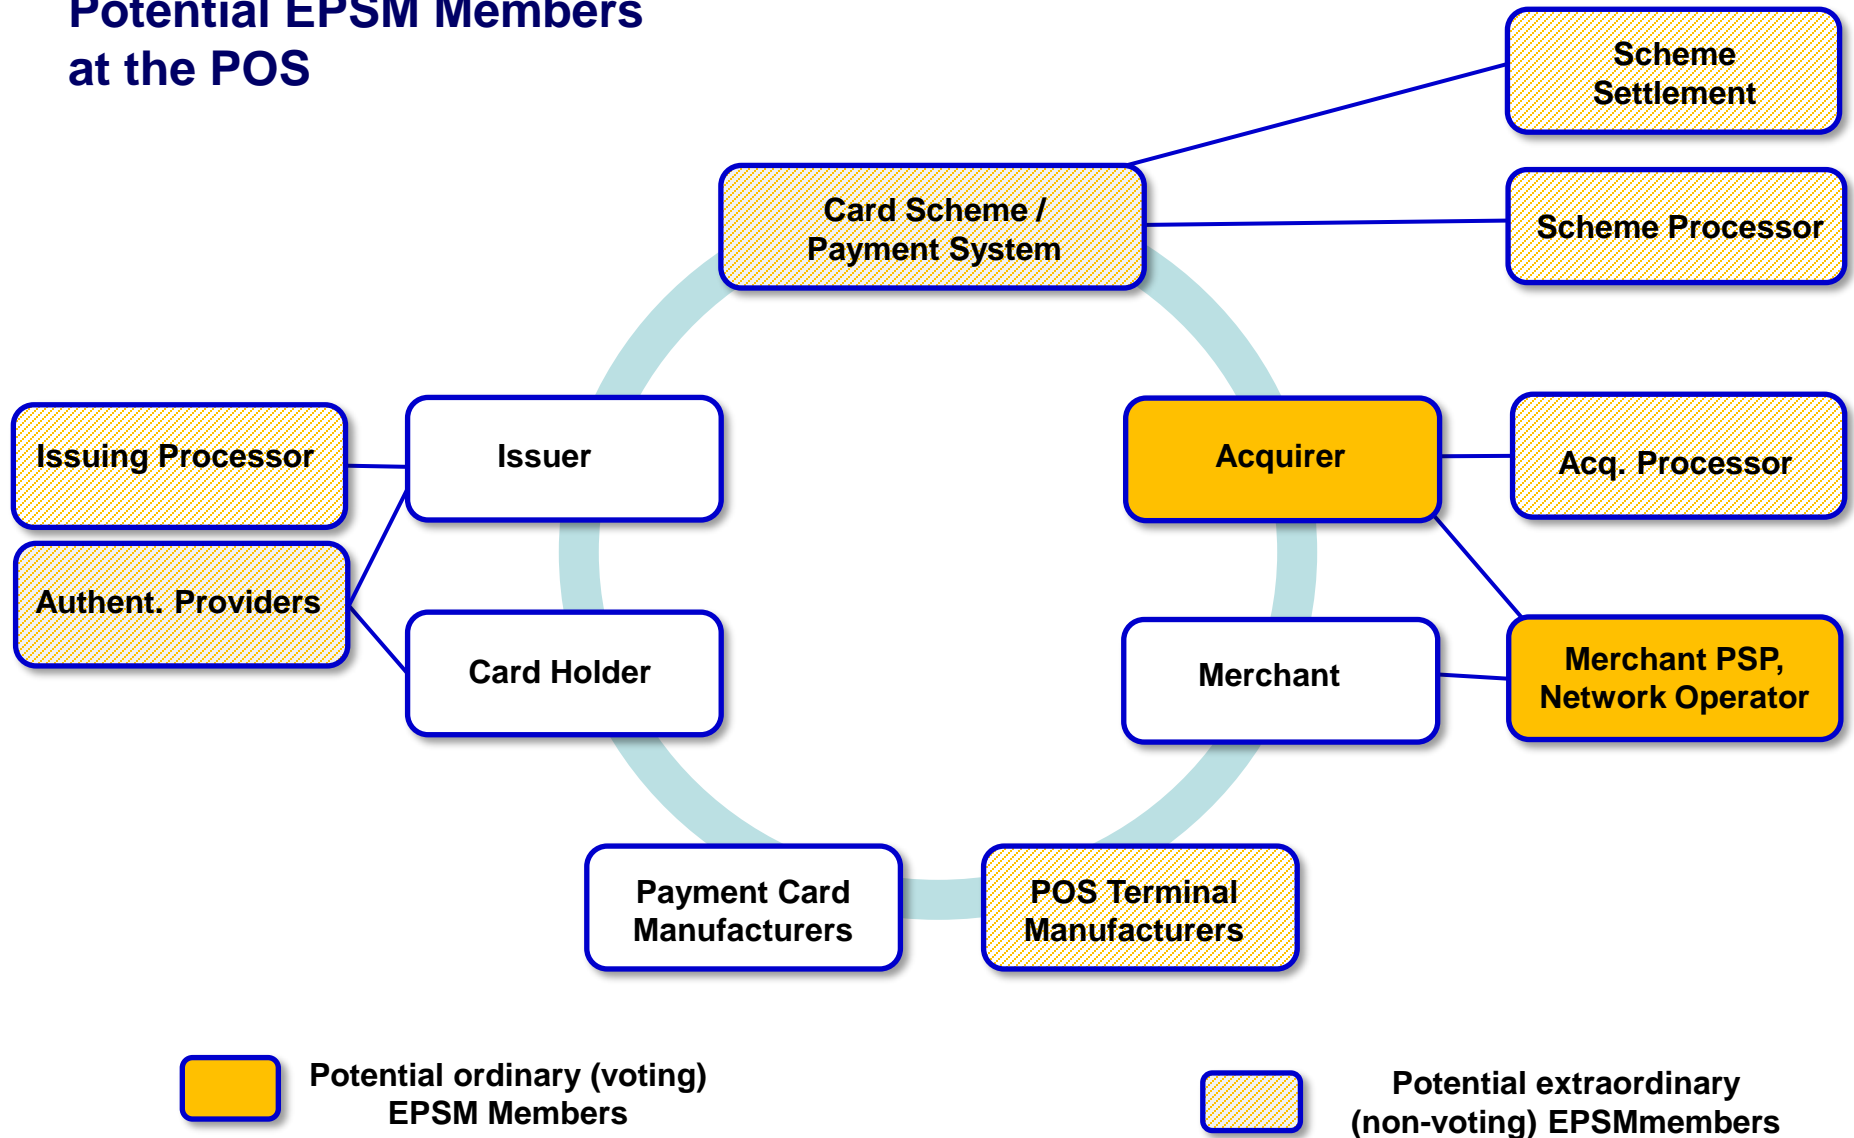 Potential EPSM Members
at the POS
Scheme
Settlement
Card Scheme /
Payment System
Scheme Processor
Issuing Processor
Issuer
Acquirer
Acq. Processor
Authent. Providers
Card Holder
Merchant
Merchant PSP,
Network Operator
Payment Card
Manufacturers
POS Terminal
Manufacturers
Potential ordinary (voting)
EPSM Members
Potential extraordinary
(non-voting) EPSMmembers